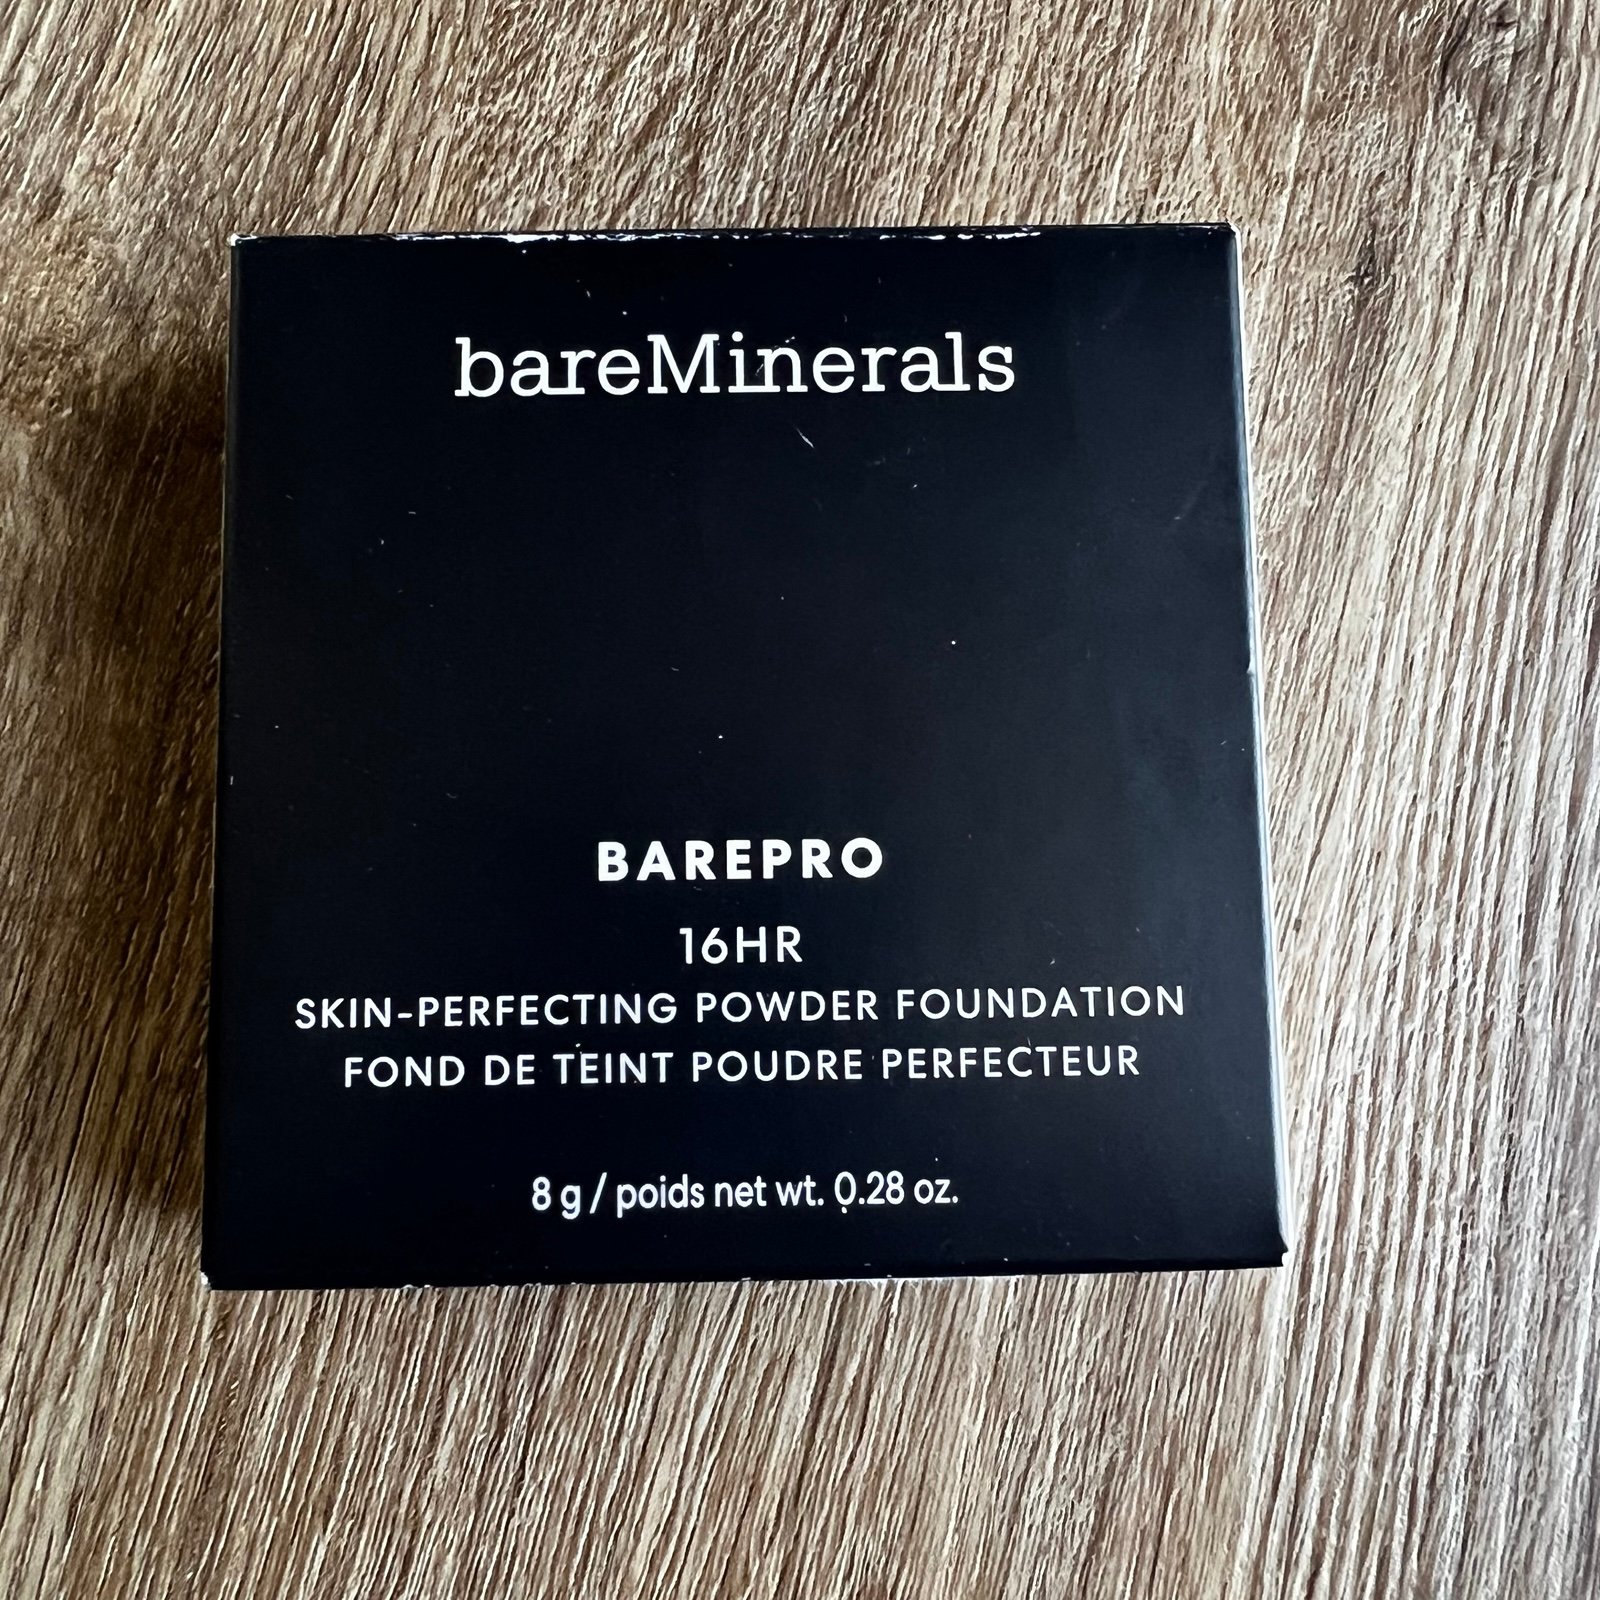 bareMinerals
BAREPRO
16HR
SKIN-PERFECTING POWDER FOUNDATION
FOND DE TEINT POUDRE PERFECTEUR
8 g / poids net wt. 0.28 oz.